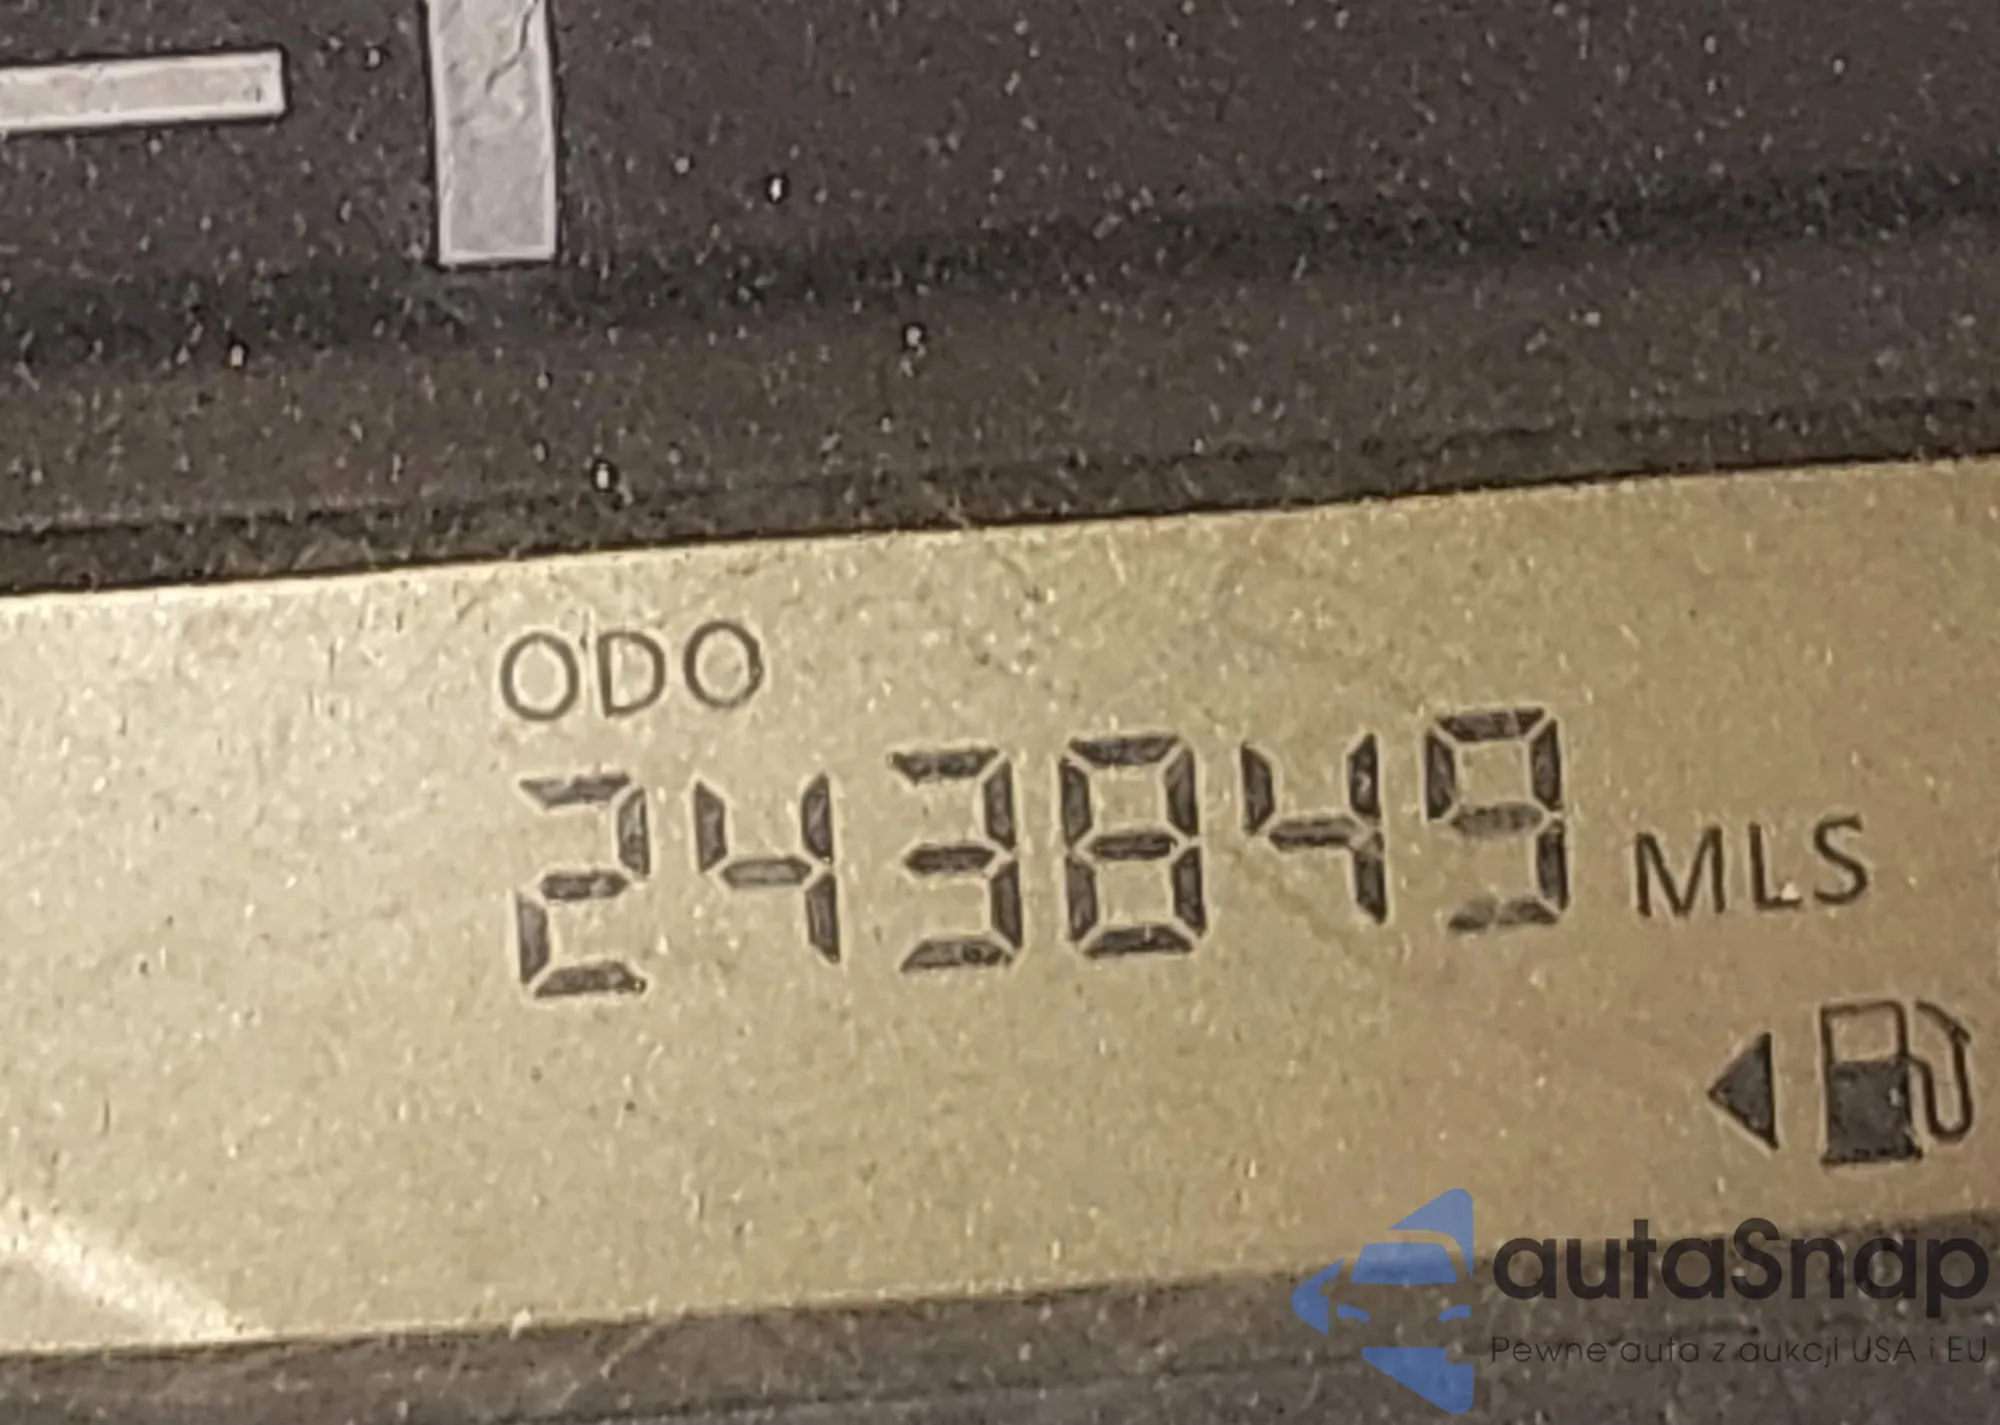 ODO
243849 MLS
autaSnap
Pewne auta z aukcji USA i EU